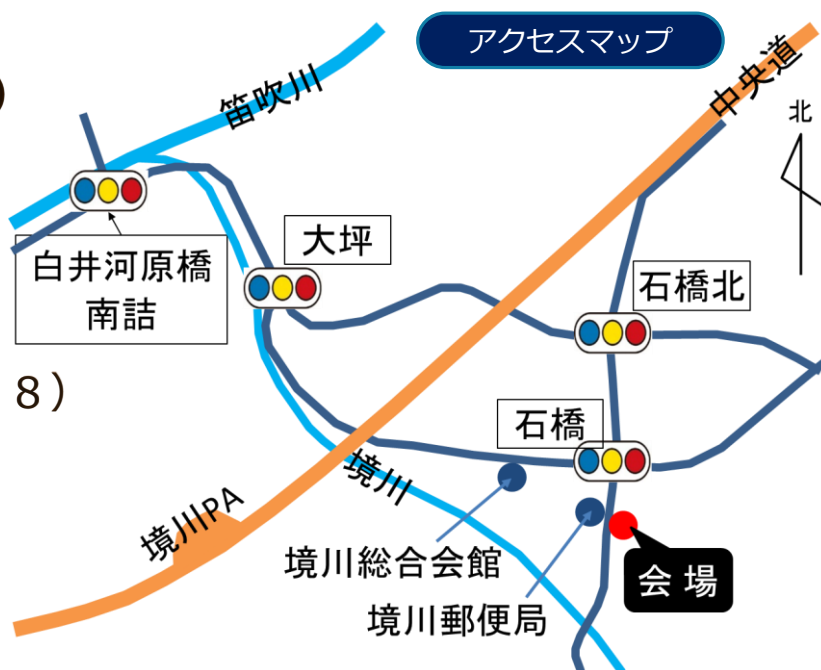 アクセスマップ
)
笛吹川
中央道
北
白井河原橋
南詰
大坪
石橋北
8)
石橋
境川
境川PA
境川総合会館
境川郵便局
会場